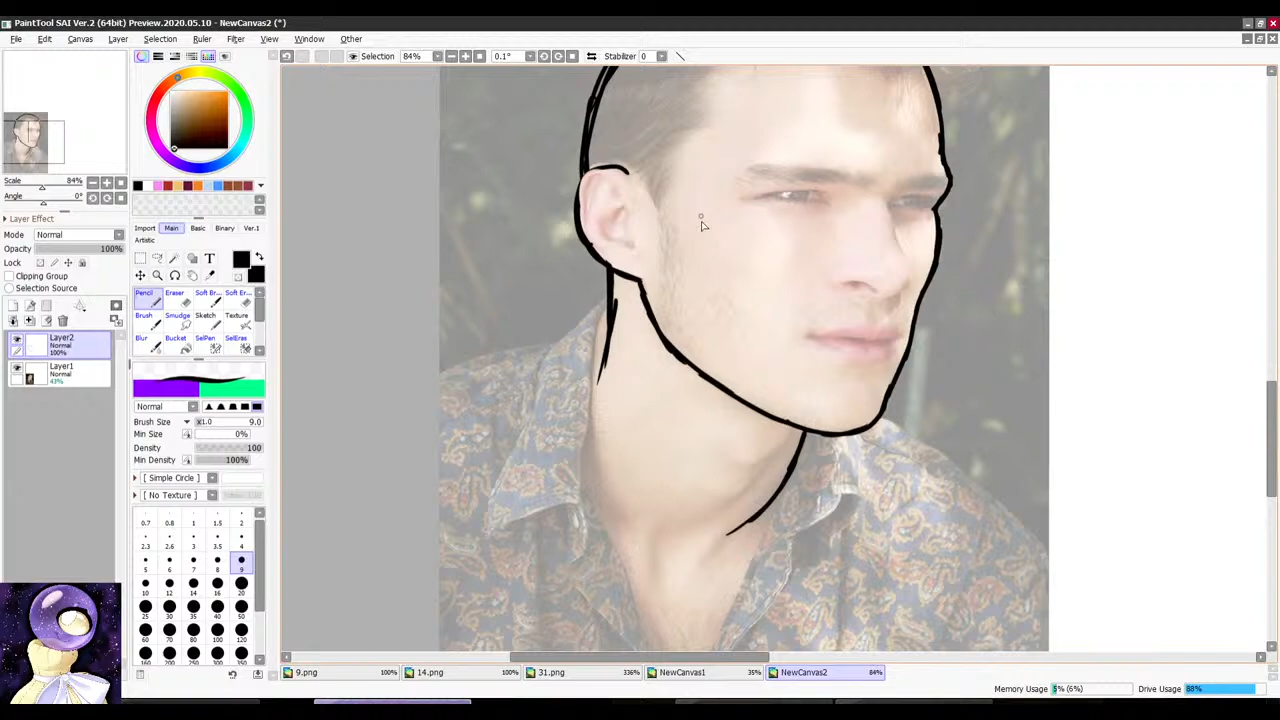 PaintTool SAI Ver.2 (64bit) Preview.2020.05.10 - NewCanvas2 (*)
File Edit Canvas Layer Selection Ruler Filter View Window Other
Selection 84% 0.1° Stabilizer 0
Scale 84%
Angle 0°
Layer Effect
Mode Normal
Opacity 100%
Lock
Clipping Group
Selection Source
Layer2
Normal
100%
Layer1
Normal
43%
Import Main Basic Binary Ver.1
Artistic
Pencil Eraser Soft Br... Soft Er...
Brush Smudge Sketch Texture
Blur Bucket SelPen SelEras
Normal
Brush Size x1.0 9.0
Min Size 0%
Density 100
Min Density 100%
[ Simple Circle ]
[ No Texture ]
0.7 0.8 1 1.5 2
2.3 2.6 3 3.5 4
5 6 7 8 9
10 12 14 16 20
25 30 35 40 50
60 70 80 100 120
160 200 250 300 350
9.png 100% 14.png 100% 31.png 336% NewCanvas1 35% NewCanvas2 84%
Memory Usage 5% (6%) Drive Usage 88%